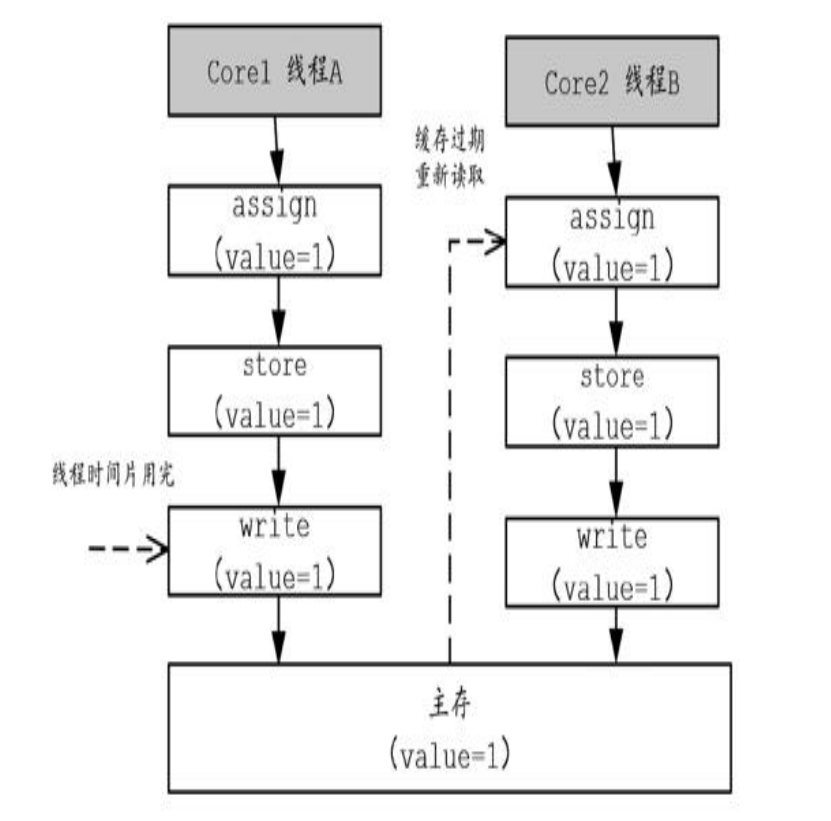 Core1 线程A
assign
(value=1)
store
(value=1)
线程时间片用完
write
(value=1)
缓存过期
重新读取
Core2 线程B
assign
(value=1)
store
(value=1)
write
(value=1)
主存
(value=1)